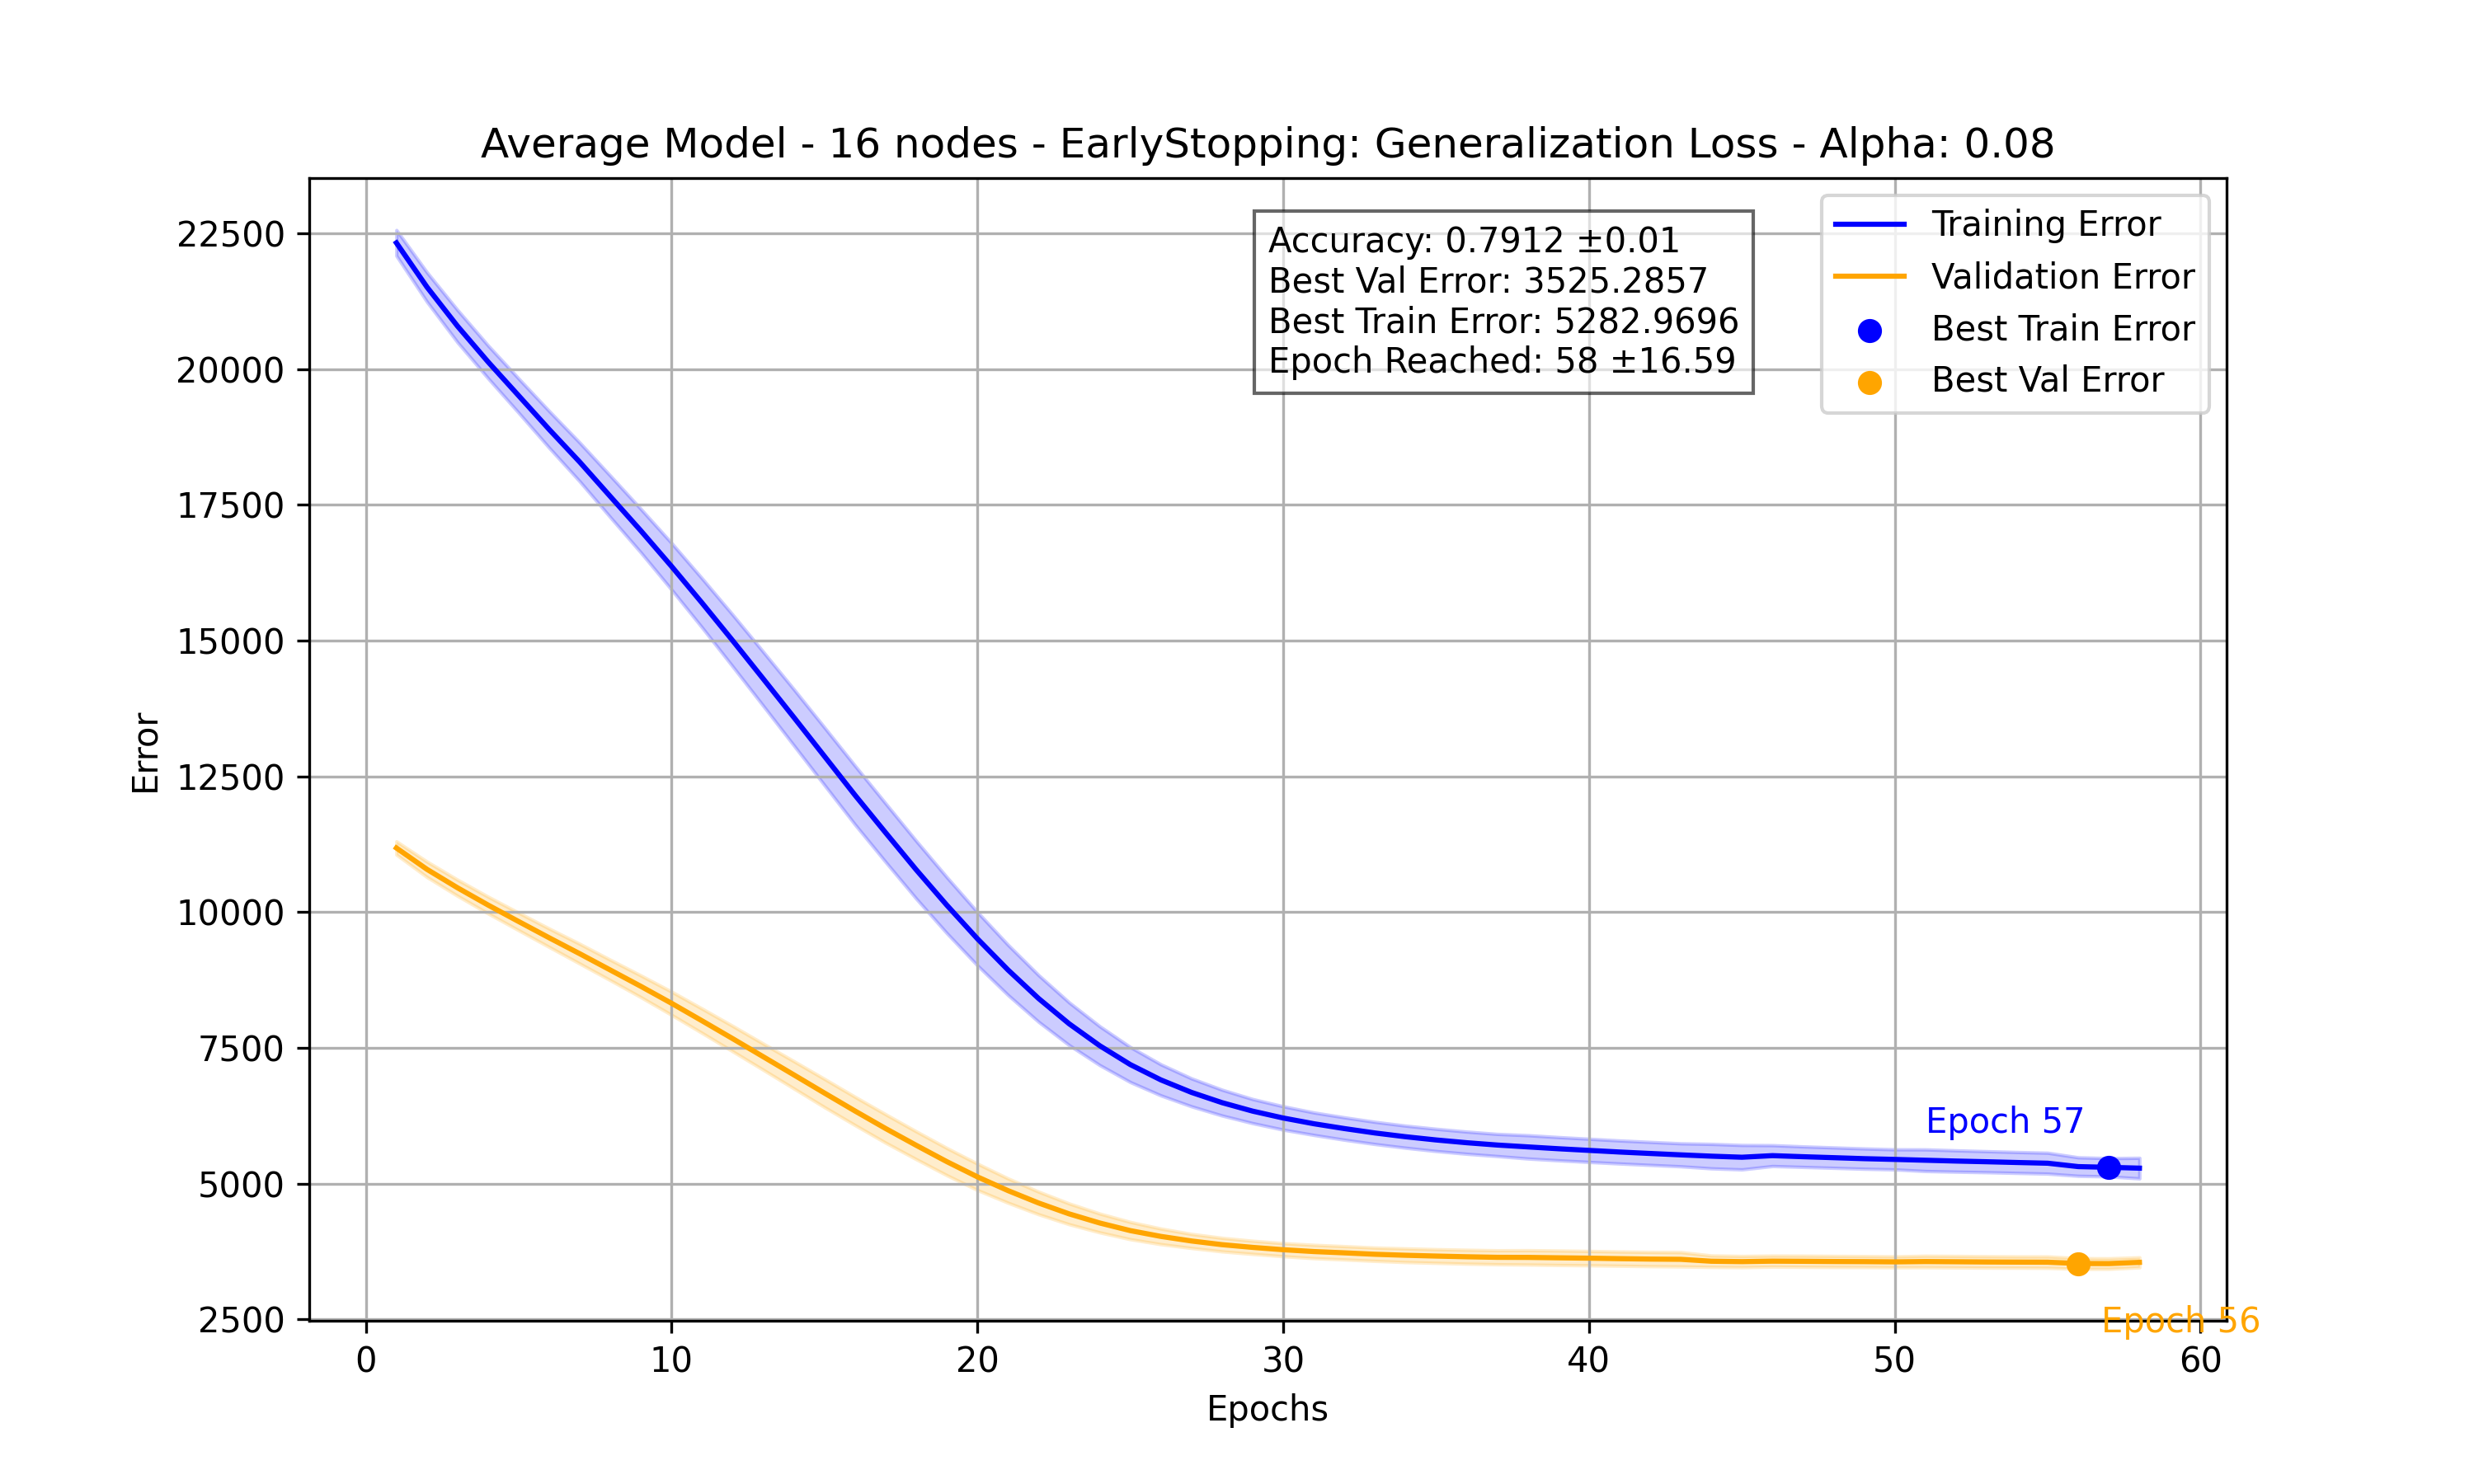 Average Model - 16 nodes - EarlyStopping: Generalization Loss - Alpha: 0.08
22500
20000
17500
15000
12500
10000
7500
5000
2500
Error
Accuracy: 0.7912 ±0.01
Best Val Error: 3525.2857
Best Train Error: 5282.9696
Epoch Reached: 58 ±16.59
Training Error
Validation Error
Best Train Error
Best Val Error
Epoch 57
Epoch 56
0 10 20 30 40 50 60
Epochs